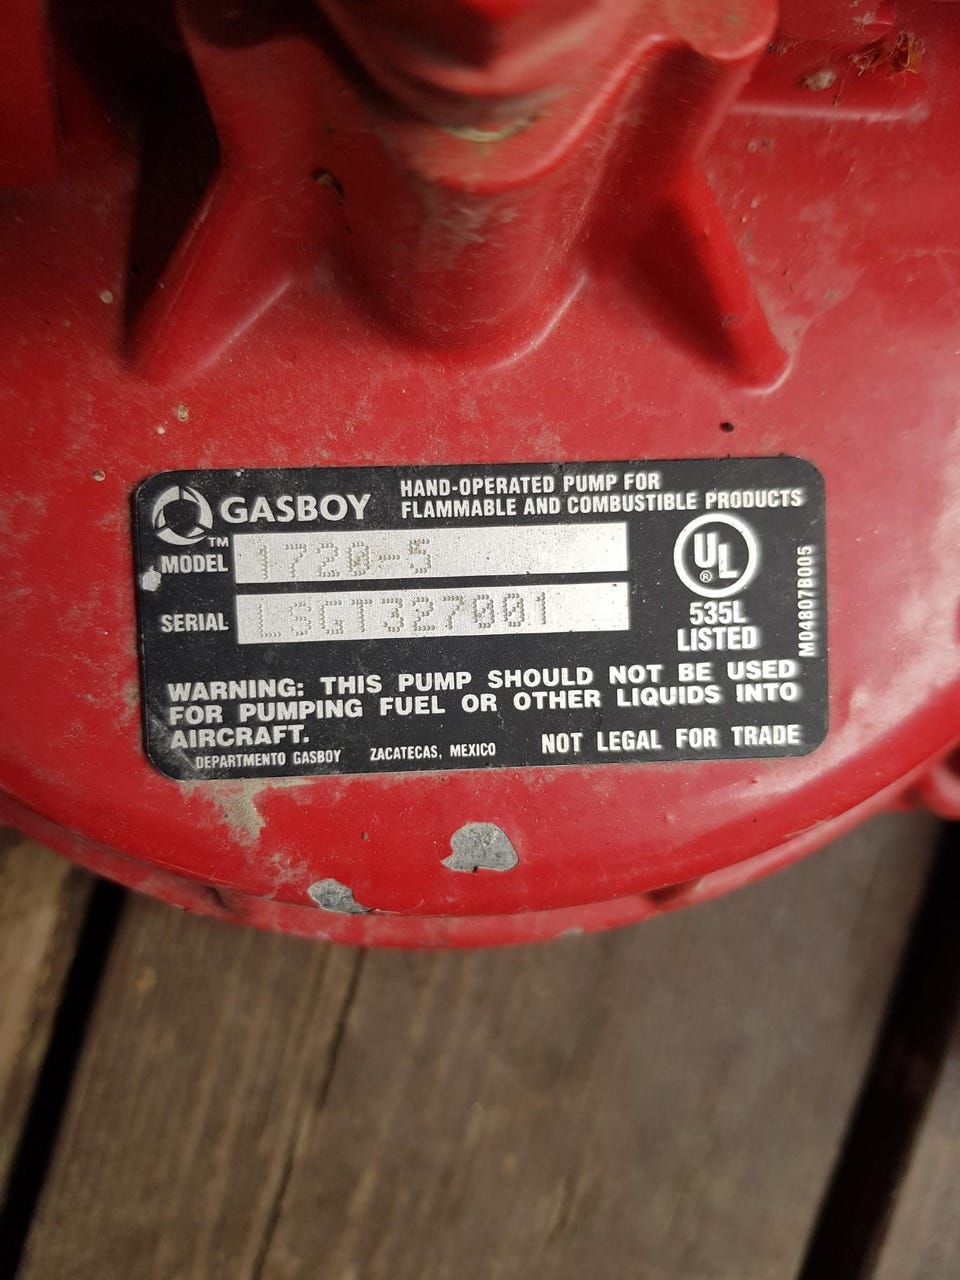 GASBOY
TM
HAND-OPERATED PUMP FOR
FLAMMABLE AND COMBUSTIBLE PRODUCTS
MODEL 1720-5
SERIAL LSGT327001
UL
®
535L
LISTED
M04807B005
WARNING: THIS PUMP SHOULD NOT BE USED
FOR PUMPING FUEL OR OTHER LIQUIDS INTO
AIRCRAFT.
NOT LEGAL FOR TRADE
DEPARTMENTO GASBOY ZACATECAS, MEXICO